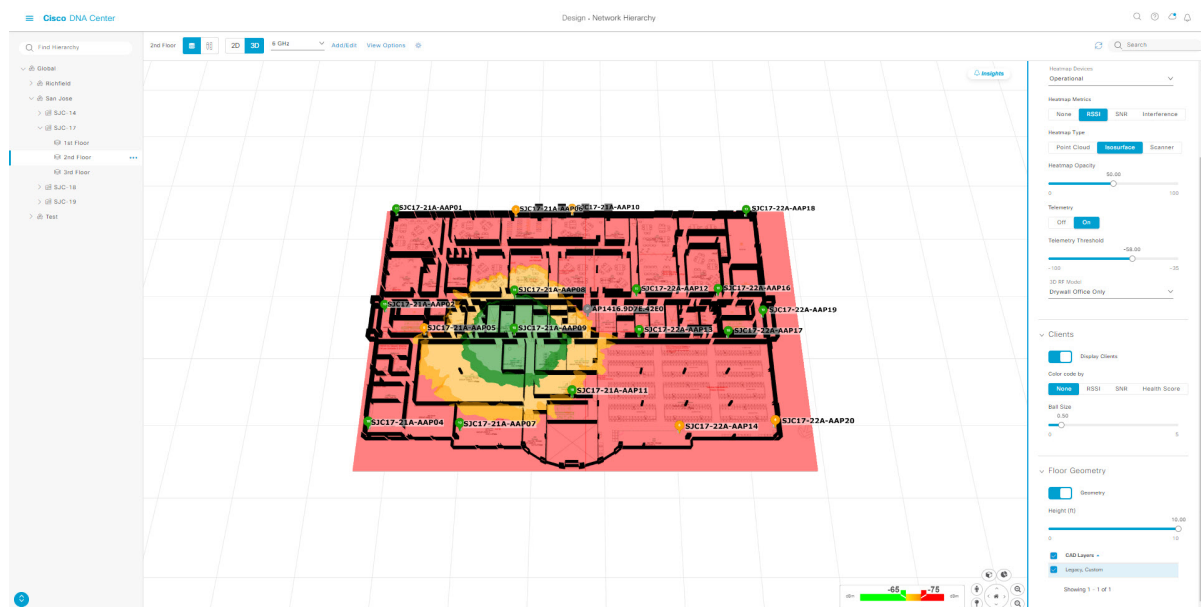 Cisco DNA Center
Design - Network Hierarchy
Find Hierarchy
2nd Floor
2D
3D
6 GHz
Add/Edit
View Options
Search
Global
Richfield
San Jose
SJC-14
SJC-17
1st Floor
2nd Floor
3rd Floor
SJC-18
SJC-19
Test
Insights
SJC17-21A-AAP01
SJC17-21A-AAP06
SJC17-21A-AAP10
SJC17-22A-AAP18
SJC17-21A-AAP08
SJC17-22A-AAP12
SJC17-22A-AAP16
SJC17-21A-AAP02
AP1416.9D7E.42E0
SJC17-22A-AAP19
SJC17-21A-AAP05
SJC17-21A-AAP09
SJC17-22A-AAP13
SJC17-22A-AAP17
SJC17-21A-AAP11
SJC17-21A-AAP04
SJC17-21A-AAP07
SJC17-22A-AAP14
SJC17-22A-AAP20
-65
-75
Heatmap Devices
Operational
Heatmap Metrics
None RSSI SNR Interference
Heatmap Type
Point Cloud Isosurface Scanner
Heatmap Opacity
50.00
0 100
Telemetry
Off On
Telemetry Threshold
-58.00
-100 -35
3D RF Model
Drywall Office Only
Clients
Display Clients
Color code by
None RSSI SNR Health Score
Ball Size
0.50
0 5
Floor Geometry
Geometry
Height (ft)
10.00
0 10
CAD Layers
Legacy, Custom
Showing 1 - 1 of 1